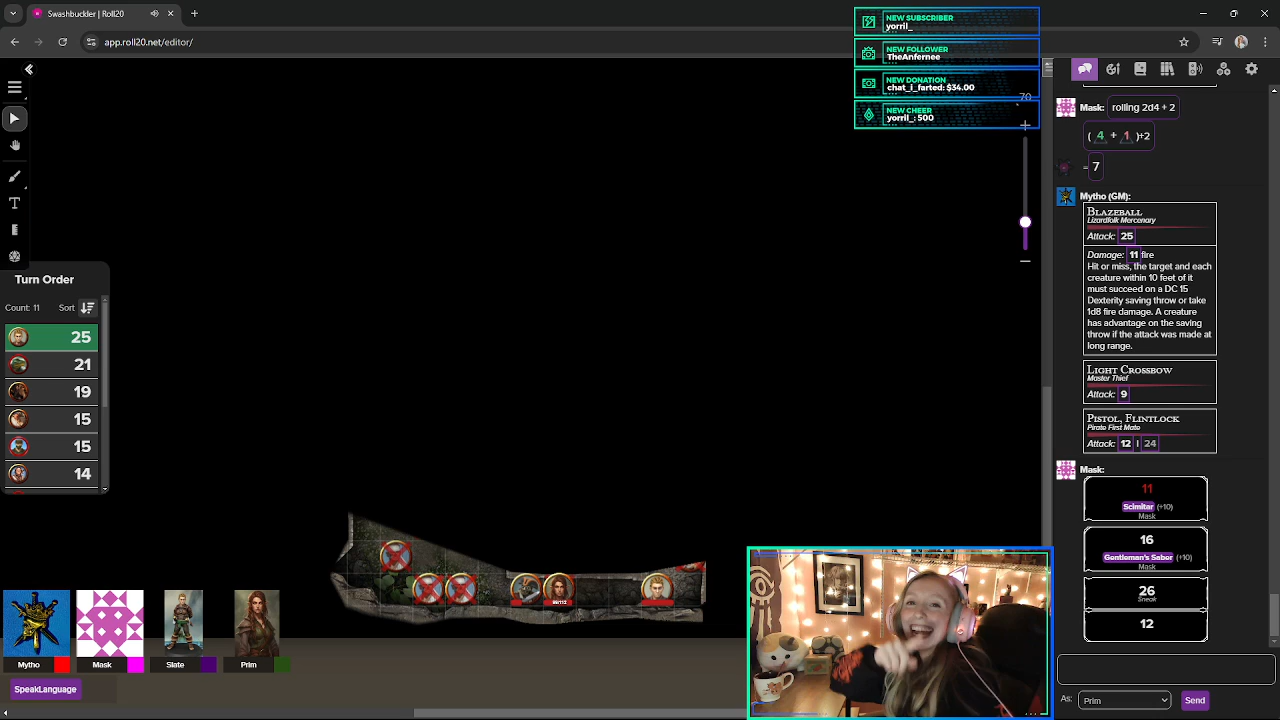 Swas
app.roll20.net/editor/
NEW SUBSCRIBER
yorril_
NEW FOLLOWER
TheAnfernee
NEW DONATION
chat_i_farted: $34.00
NEW CHEER
yorril_: 500
70
Turn Order
Count: 11 Sort
25
21
19
15
15
14
Mask
2d4 + 2
( 4 1 )+2
= 7
Mytho (GM):
BLAZEBALL
Lizardfolk Mercenary
Attack: 25
Damage: 11 fire
Hit or miss, the target and each
creature within 10 feet of it
must succeed on a DC 15
Dexterity saving throw or take
1d8 fire damage. A creature
has advantage on the saving
throw if the attack was made at
long range.
LIGHT CROSSBOW
Master Thief
Attack: 9
PISTOL, FLINTLOCK
Pirate First Mate
Attack: 12 | 24
Mask:
11
Scimitar (+10)
Mask
16
Gentleman's Saber (+10)
Mask
26
Sneak
12
Mytho
Mask
Slate
Prim
SpeakLanguage
As: Prim Send